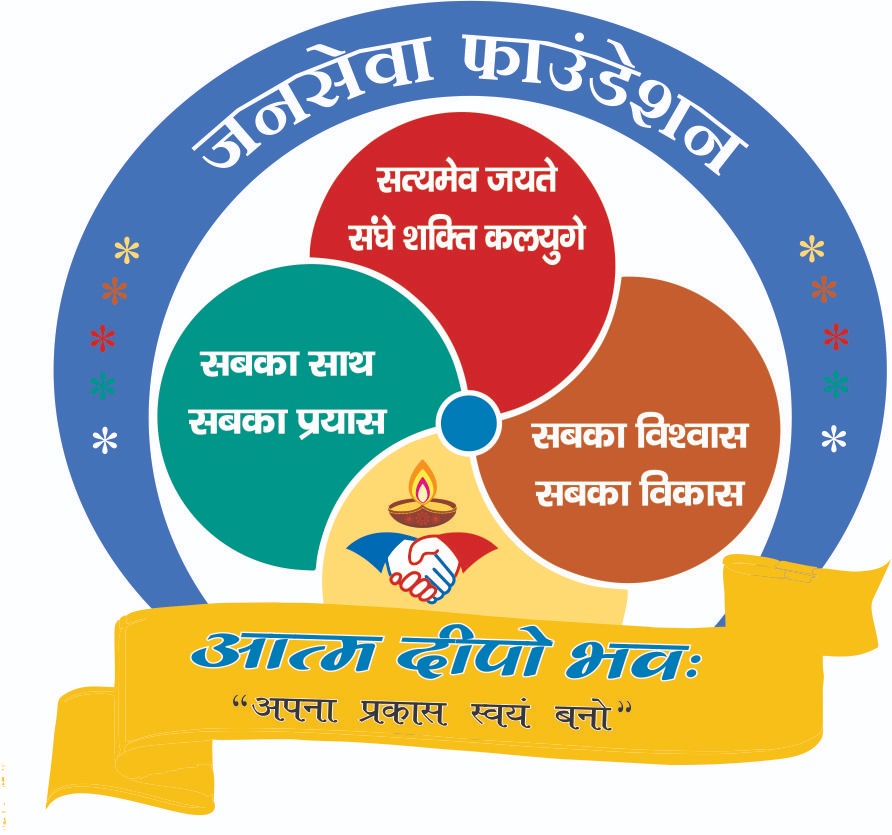 जनसेवा फाउंडेशन
सत्यमेव जयते
संघे शक्ति कलयुगे
सबका साथ
सबका प्रयास
सबका विश्वास
सबका विकास
आत्म दीपो भवः
“अपना प्रकास स्वयं बनो”